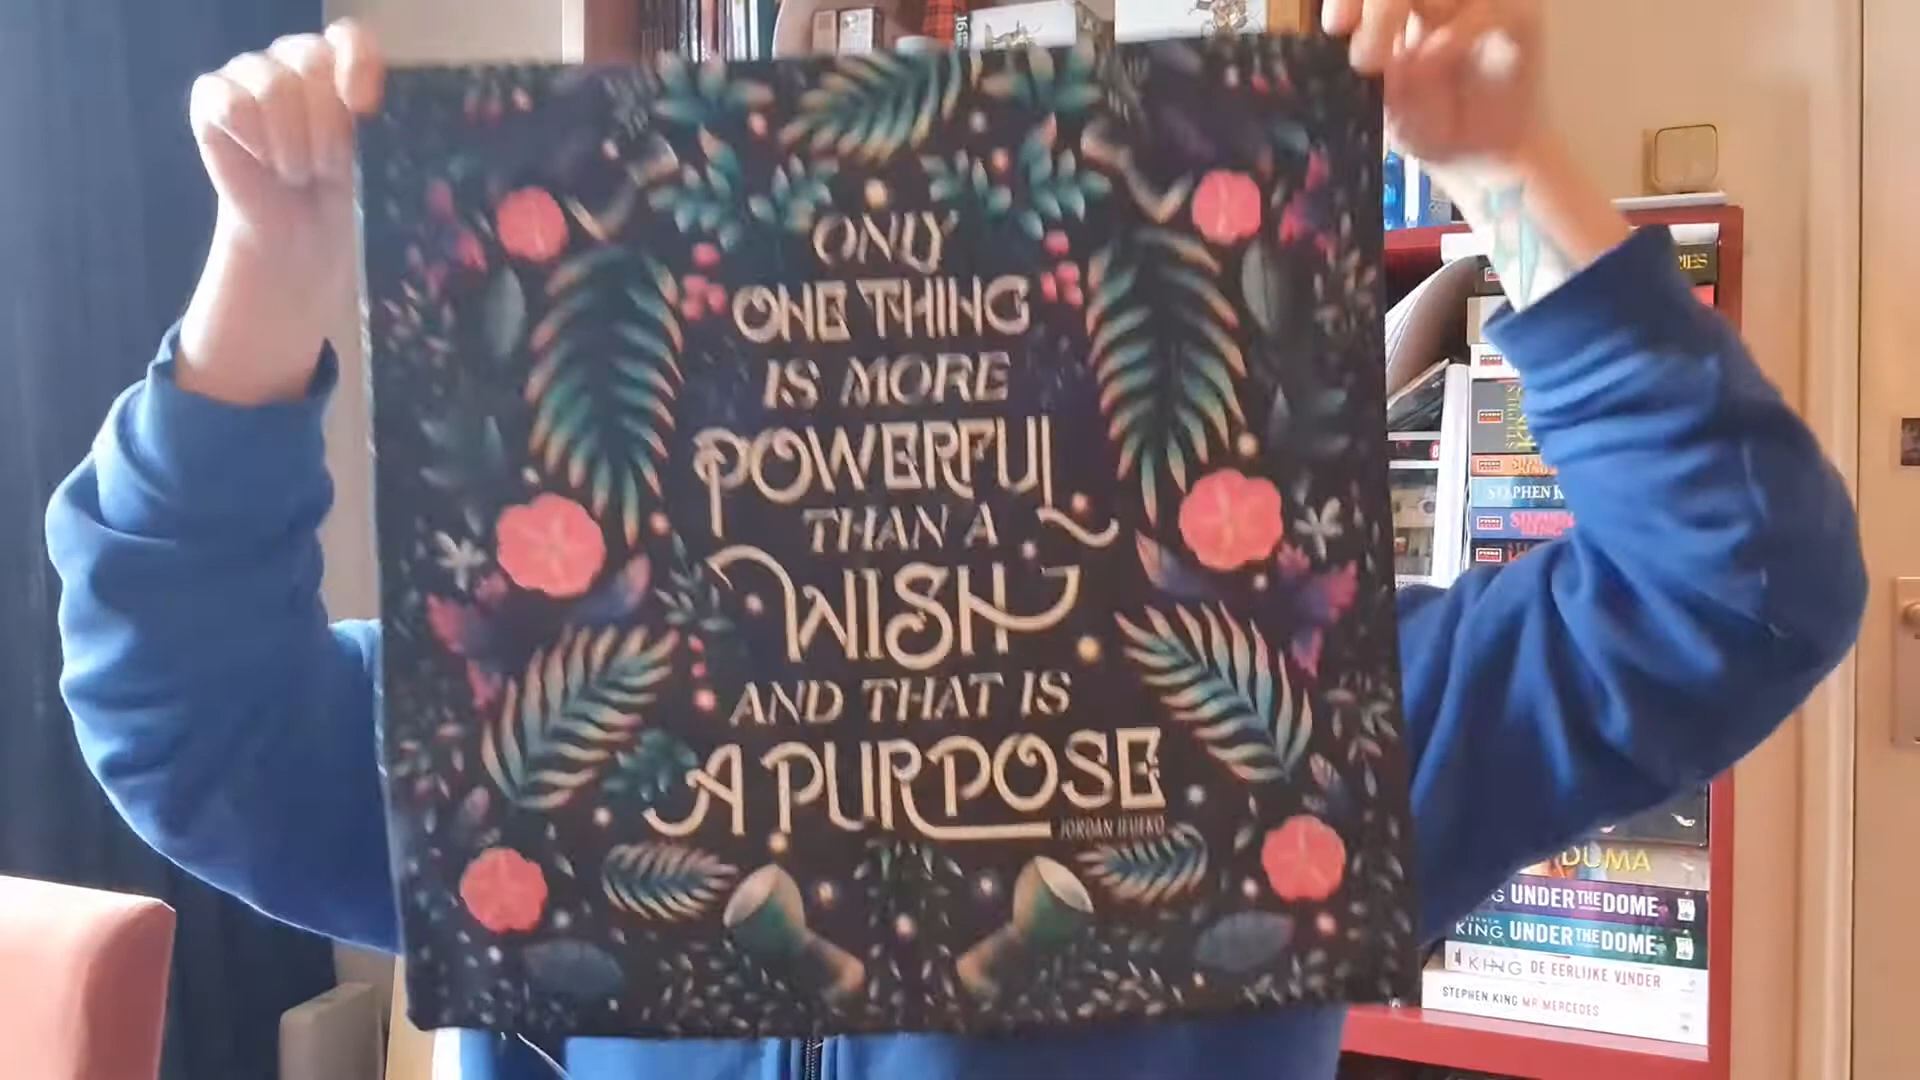 ONLY
ONE THING
IS MORE
POWERFUL
THAN A
WISH
AND THAT IS
A PURPOSE
JORDAN IFUEKO
STEPHEN
DUMA
UNDER THE DOME
KING UNDER THE DOME
KING DE EERLIJKE VINDER
STEPHEN KING MR MERCEDES